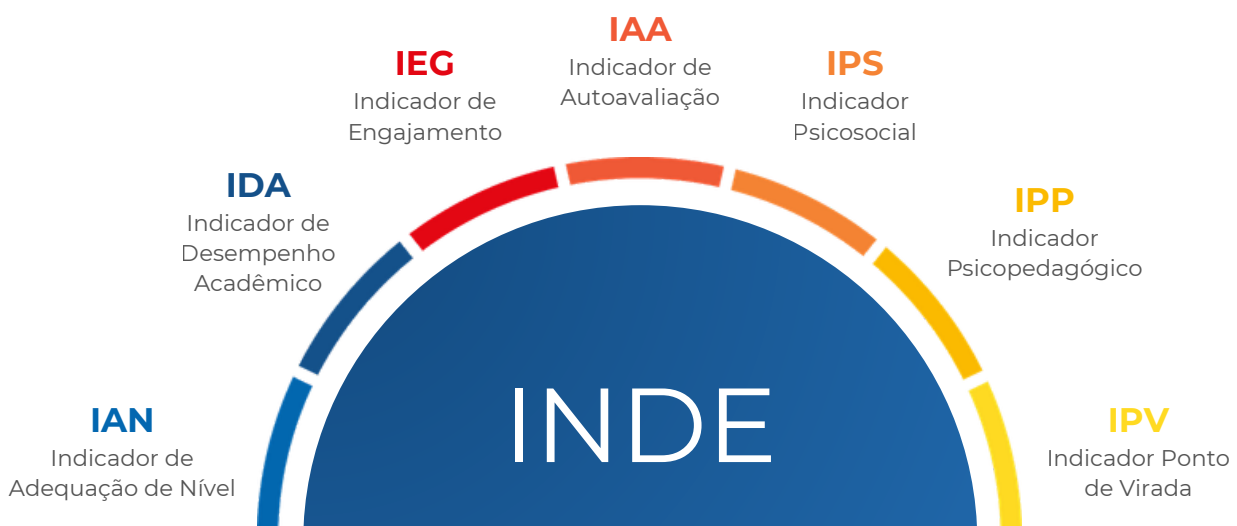 IAN
Indicador de
Adequação de Nível
IDA
Indicador de
Desempenho
Acadêmico
IEG
Indicador de
Engajamento
IAA
Indicador de
Autoavaliação
IPS
Indicador
Psicosocial
IPP
Indicador
Psicopedagógico
IPV
Indicador Ponto
de Virada
INDE